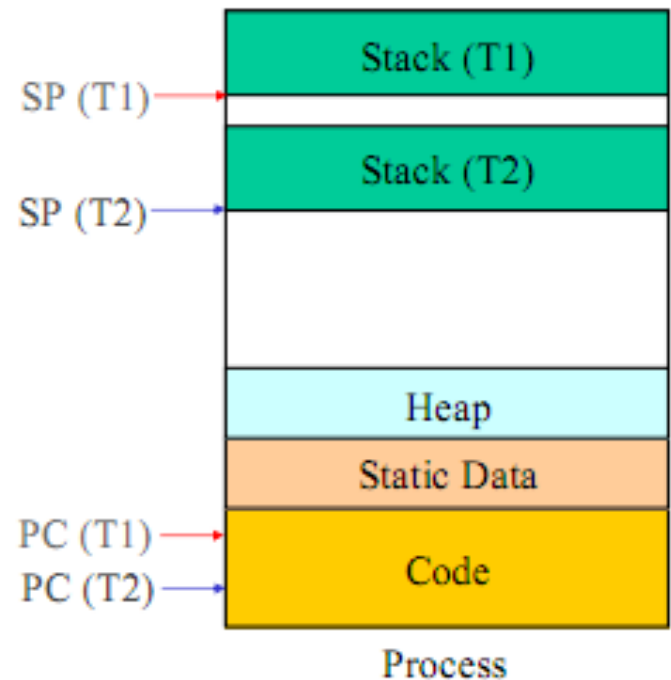 Stack (T1)
SP (T1)
Stack (T2)
SP (T2)
Heap
Static Data
PC (T1)
Code
PC (T2)
Process